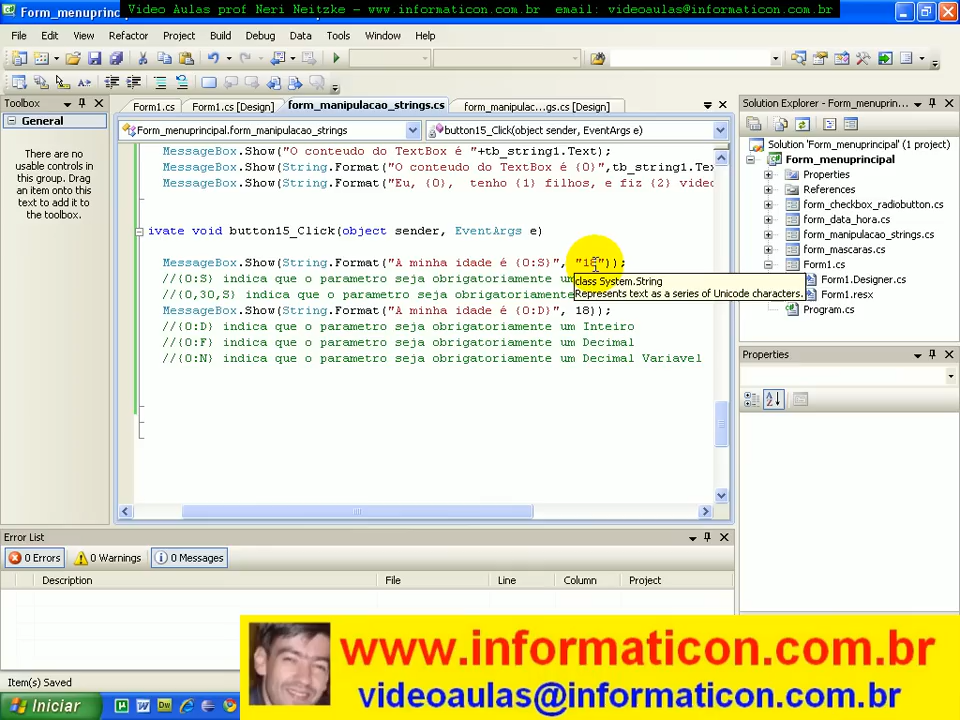 Form_menuprincip
Video Aulas prof Neri Neitzke - www.informaticon.com.br  email: videoaulas@informaticon.com.br
File Edit View Refactor Project Build Debug Data Tools Window Help
Toolbox
General
There are no usable controls in this group. Drag an item onto this text to add it to the toolbox.
Form1.cs Form1.cs [Design] form_manipulacao_strings.cs form_manipulac...gs.cs [Design]
Form_menuprincipal.form_manipulacao_strings
button15_Click(object sender, EventArgs e)
MessageBox.Show("O conteudo do TextBox é "+tb_string1.Text);
MessageBox.Show(String.Format("O conteudo do TextBox é {0}",tb_string1.Tex
MessageBox.Show(String.Format("Eu, {0},  tenho {1} filhos, e fiz {2} video
ivate void button15_Click(object sender, EventArgs e)
MessageBox.Show(String.Format("A minha idade é {0:S}", "18"));
//{0:S} indica que o parametro seja obrigatoriamente um
//{0,30,S} indica que o parametro seja obrigatoriamente
MessageBox.Show(String.Format("A minha idade é {0:D}", 18));
//{0:D} indica que o parametro seja obrigatoriamente um Inteiro
//{0:F} indica que o parametro seja obrigatoriamente um Decimal
//{0:N} indica que o parametro seja obrigatoriamente um Decimal Variavel
class System.String
Represents text as a series of Unicode characters.
Solution Explorer - Form_menuprin...
Solution 'Form_menuprincipal' (1 project)
Form_menuprincipal
Properties
References
form_checkbox_radiobutton.cs
form_data_hora.cs
form_manipulacao_strings.cs
form_mascaras.cs
Form1.cs
Form1.Designer.cs
Form1.resx
Program.cs
Properties
Error List
0 Errors 0 Warnings 0 Messages
Description File Line Column Project
Item(s) Saved
Iniciar
www.informaticon.com.br
videoaulas@informaticon.com.br